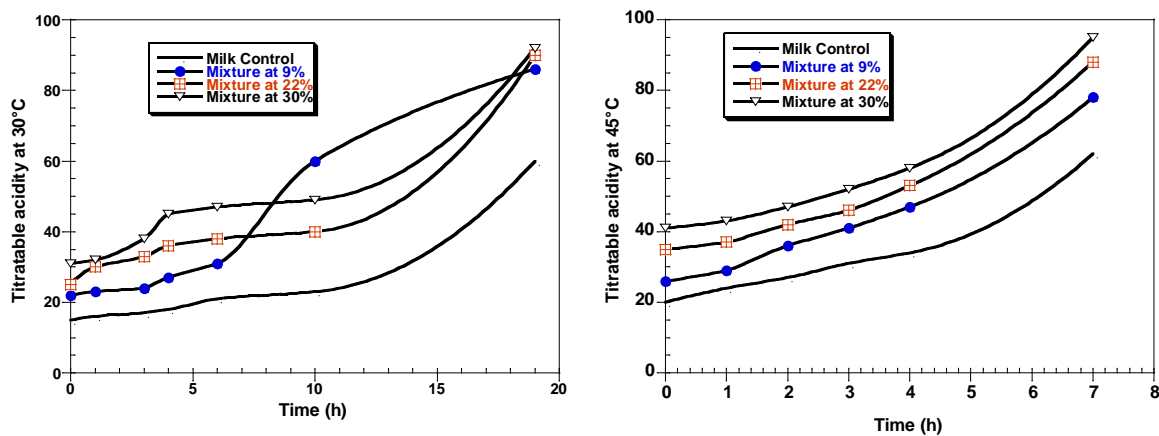 Titratable acidity at 30°C
100
80
60
40
20
0
Milk Control
Mixture at 9%
Mixture at 22%
Mixture at 30%
0
5
10
15
20
Time (h)
Titratable acidity at 45°C
100
80
60
40
20
0
Milk Control
Mixture at 9%
Mixture at 22%
Mixture at 30%
0
1
2
3
4
5
6
7
8
Time (h)